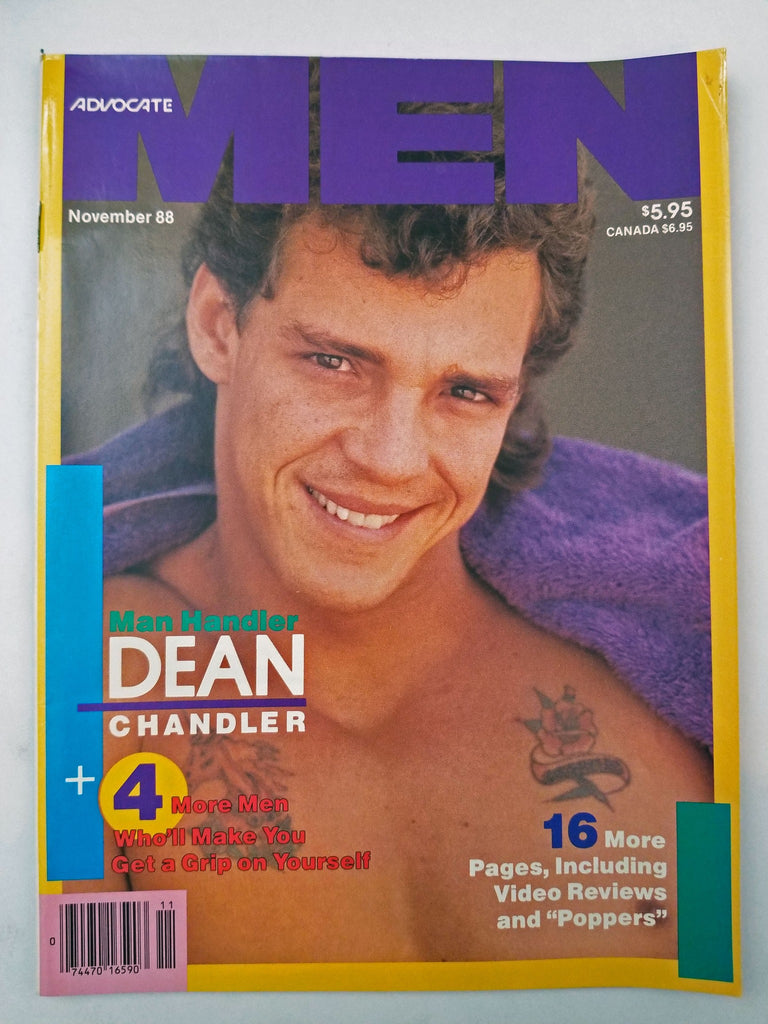 ADVOCATE
MEN
November 88
$5.95
CANADA $6.95
Man Handler
DEAN
CHANDLER
+ 4 More Men
Who'll Make You
Get a Grip on Yourself
16 More
Pages, Including
Video Reviews
and "Poppers"
11
0 74470 16590